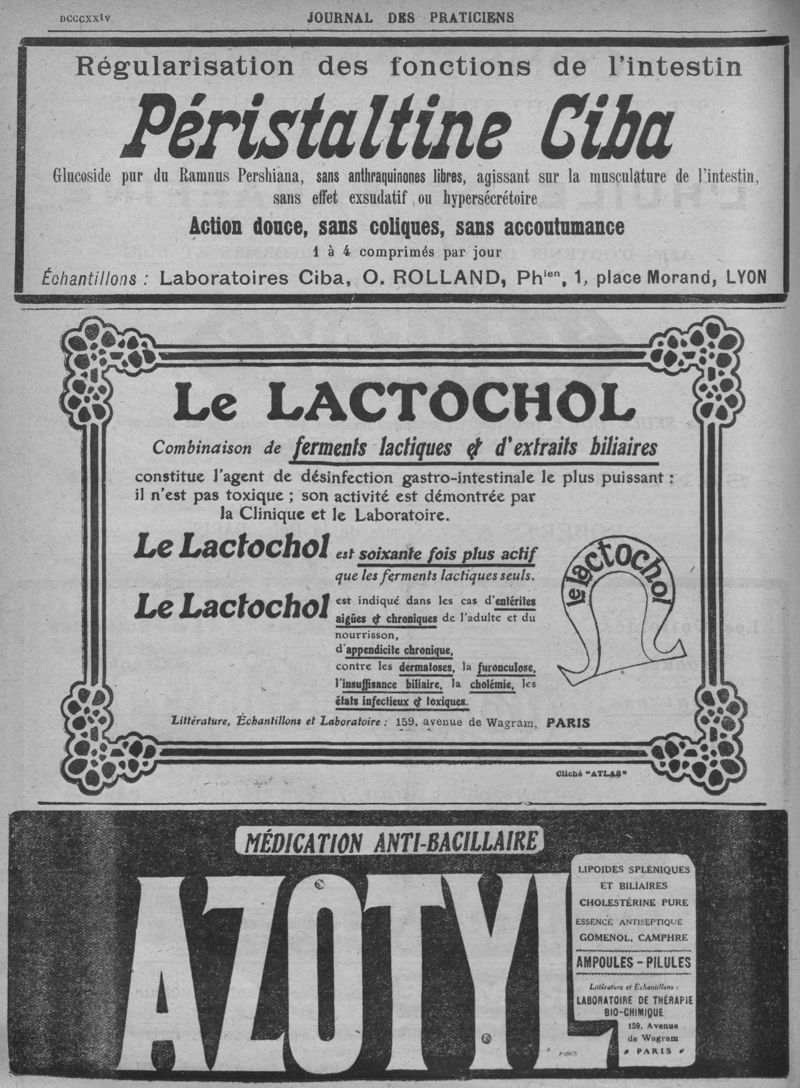 DCCCXXIV
JOURNAL DES PRATICIENS
Régularisation des fonctions de l'intestin
Péristaltine Ciba
Glucoside pur du Ramnus Pershiana, sans anthraquinones libres, agissant sur la musculature de l'intestin,
sans effet exsudatif ou hypersécrétoire
Action douce, sans coliques, sans accoutumance
1 à 4 comprimés par jour
Échantillons : Laboratoires Ciba, O. ROLLAND, Phien, 1, place Morand, LYON
Le LACTOCHOL
Combinaison de ferments lactiques & d'extraits biliaires
constitue l'agent de désinfection gastro-intestinale le plus puissant :
il n'est pas toxique ; son activité est démontrée par
la Clinique et le Laboratoire.
Le Lactochol est soixante fois plus actif
que les ferments lactiques seuls.
Le Lactochol est indiqué dans les cas d'entérites
aigües & chroniques de l'adulte et du
nourrisson,
d'appendicite chronique,
contre les dermatoses, la furonculose,
l'insuffisance biliaire, la cholémie, les
états infectieux & toxiques.
le lactochol
Littérature, Échantillons et Laboratoire : 159, avenue de Wagram, PARIS
Cliché "ATLAS"
MÉDICATION ANTI-BACILLAIRE
AZOTYL
LIPOIDES SPLÉNIQUES
ET BILIAIRES
CHOLESTÉRINE PURE
ESSENCE ANTISEPTIQUE
GOMENOL, CAMPHRE
AMPOULES - PILULES
Littérature et Echantillons :
LABORATOIRE DE THÉRAPIE
BIO-CHIMIQUE
159, Avenue
de Wagram
PARIS